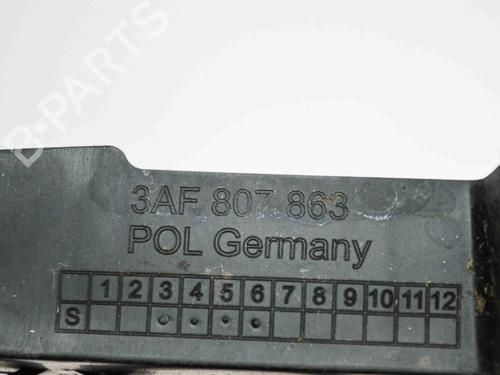 B-PARTS
3AF 807 863
POL Germany
1 2 3 4 5 6 7 8 9 10 11 12
S